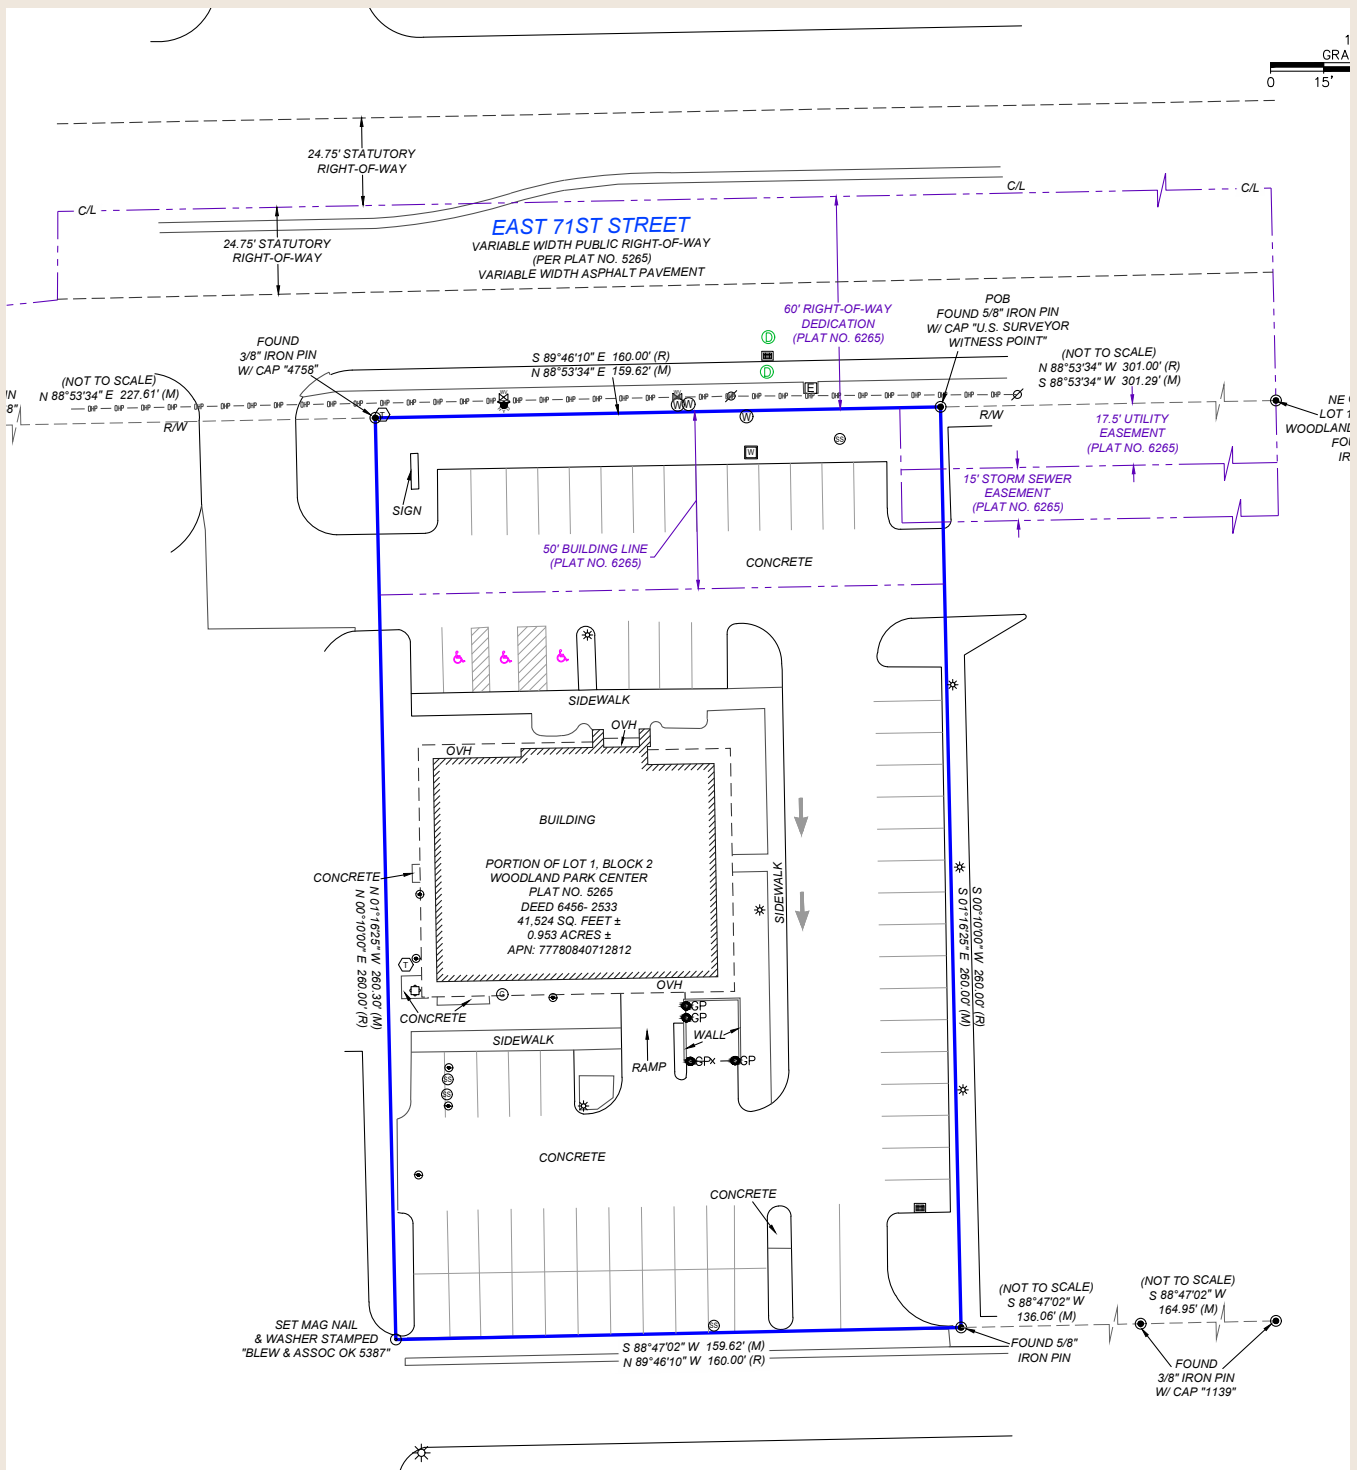 GRA
0 15'
24.75' STATUTORY
RIGHT-OF-WAY
C/L
C/L
C/L
EAST 71ST STREET
VARIABLE WIDTH PUBLIC RIGHT-OF-WAY
(PER PLAT NO. 5265)
VARIABLE WIDTH ASPHALT PAVEMENT
24.75' STATUTORY
RIGHT-OF-WAY
60' RIGHT-OF-WAY
DEDICATION
(PLAT NO. 6265)
POB
FOUND 5/8" IRON PIN
W/ CAP "U.S. SURVEYOR
WITNESS POINT"
FOUND
3/8" IRON PIN
W/ CAP "4758"
S 89°46'10" E 160.00' (R)
N 88°53'34" E 159.62' (M)
(NOT TO SCALE)
N 88°53'34" W 301.00' (R)
S 88°53'34" W 301.29' (M)
(NOT TO SCALE)
N 88°53'34" E 227.61' (M)
R/W
R/W
17.5' UTILITY
EASEMENT
(PLAT NO. 6265)
15' STORM SEWER
EASEMENT
(PLAT NO. 6265)
NE
LOT 1
WOODLAND
FOU
IR
SIGN
50' BUILDING LINE
(PLAT NO. 6265)
CONCRETE
SIDEWALK
OVH
OVH
BUILDING
PORTION OF LOT 1, BLOCK 2
WOODLAND PARK CENTER
PLAT NO. 5265
DEED 6456- 2533
41,524 SQ. FEET ±
0.953 ACRES ±
APN: 77780840712812
CONCRETE
N 01°16'25" W 260.30' (M)
N 00°10'00" E 260.00' (R)
SIDEWALK
S 00°10'00" W 260.00' (R)
S 01°16'25" E 260.00' (M)
OVH
CONCRETE
SIDEWALK
RAMP
WALL
GP
GP
GP
x
GP
CONCRETE
CONCRETE
SET MAG NAIL
& WASHER STAMPED
"BLEW & ASSOC OK 5387"
S 88°47'02" W 159.62' (M)
N 89°46'10" W 160.00' (R)
(NOT TO SCALE)
S 88°47'02" W
136.06' (M)
(NOT TO SCALE)
S 88°47'02" W
164.95' (M)
FOUND 5/8"
IRON PIN
FOUND
3/8" IRON PIN
W/ CAP "1139"